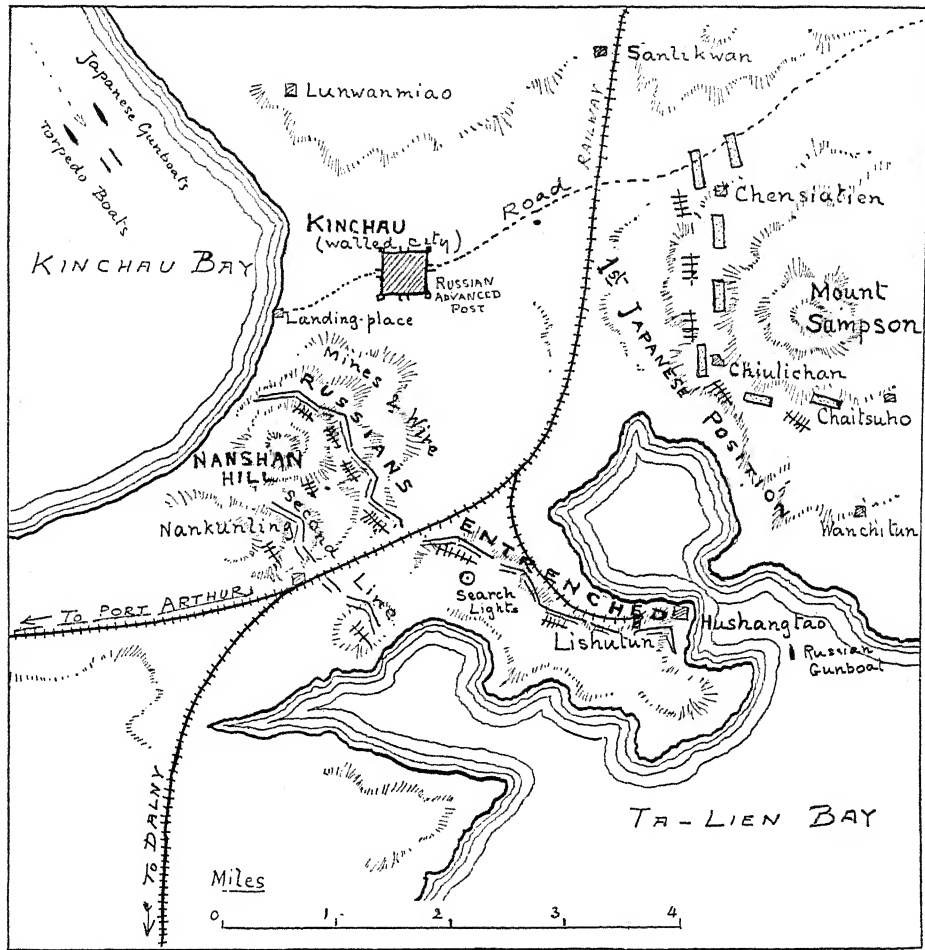 Sanlikwan
Lunwanmiao
Japanese Gunboats
Torpedo Boats
RAILWAY
Road
Chensiatien
KINCHAU
(walled city)
KINCHAU BAY
RUSSIAN
ADVANCED
POST
1st JAPANESE POSITION
Mount
Sampson
Landing-place
Mines & Wire
RUSSIANS
Chiulichan
Chaitsuho
NANSHAN
HILL
Second
Line
Nankunling
Wanchitun
ENTRENCHED
TO PORT ARTHUR
Search
Lights
Hushangtao
Lishutun
Russian
Gunboat
TO DALNY
TA-LIEN BAY
Miles
0 1 2 3 4